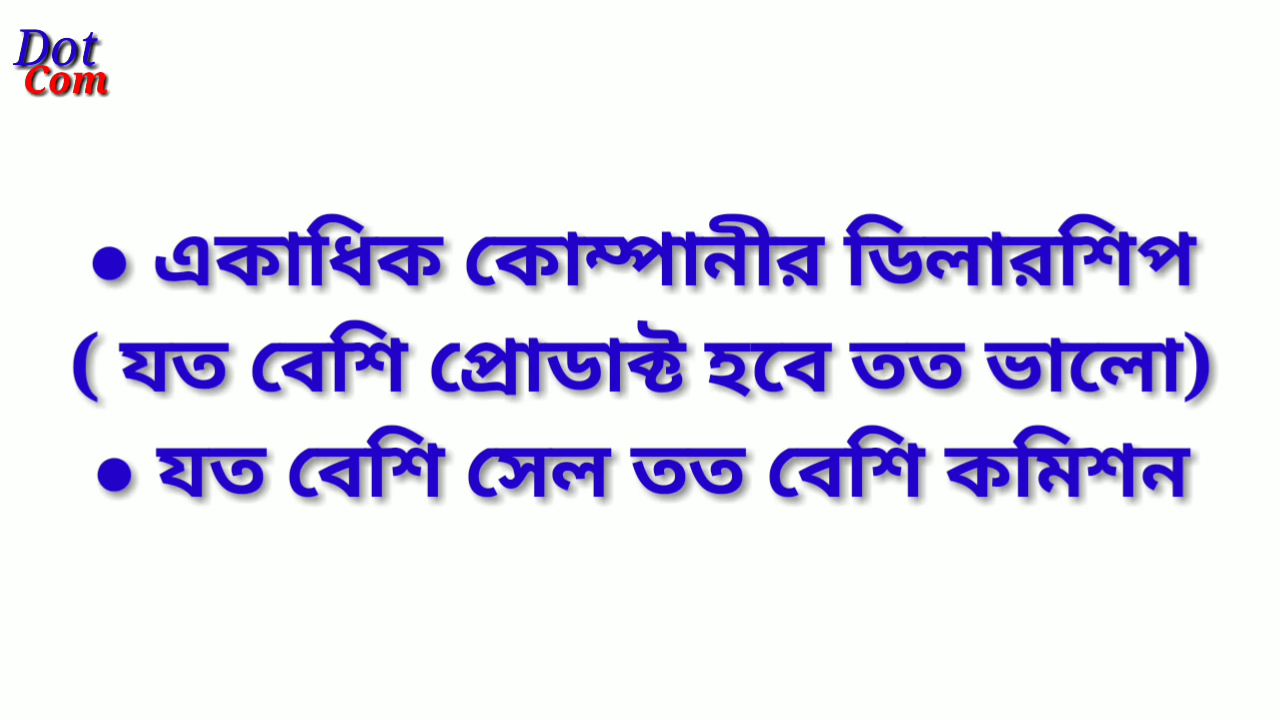 Dot
Com
• একাধিক কোম্পানীর ডিলারশিপ
( যত বেশি প্রোডাক্ট হবে তত ভালো)
• যত বেশি সেল তত বেশি কমিশন